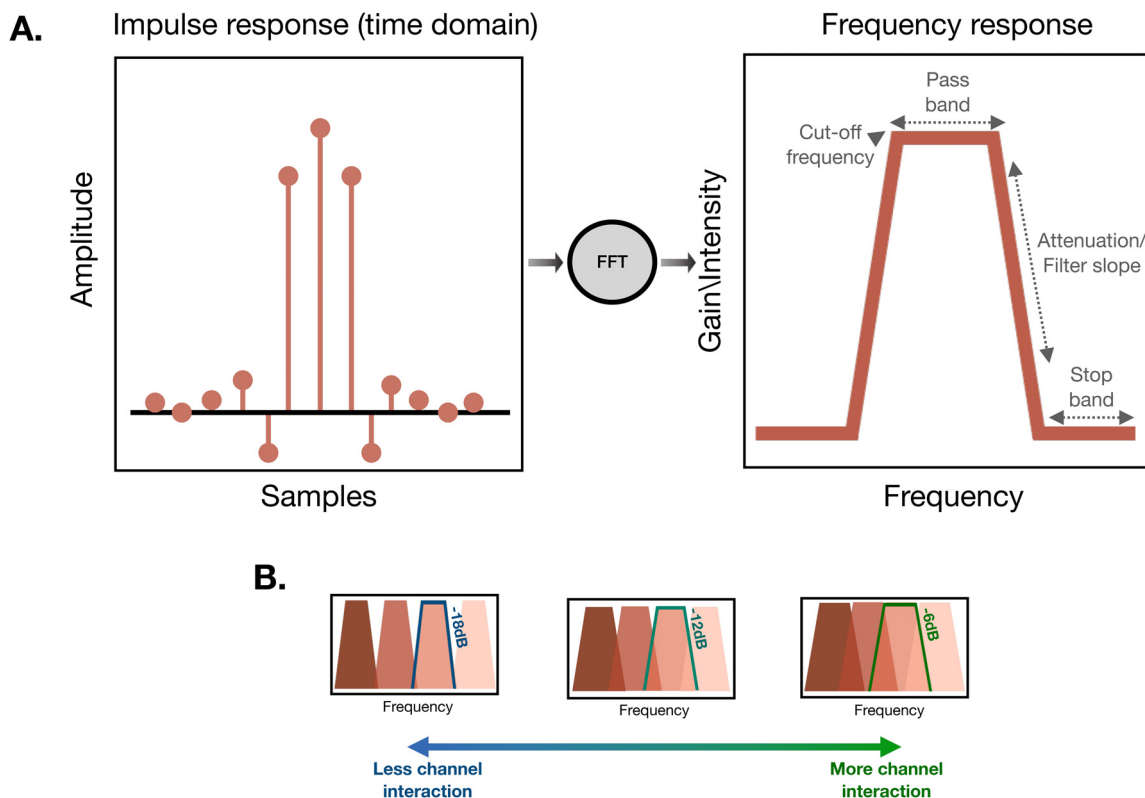 A.
Impulse response (time domain)
Frequency response
Amplitude
Samples
FFT
Gain\Intensity
Pass
band
Cut-off
frequency
Attenuation/
Filter slope
Stop
band
Frequency
B.
-18dB
-12dB
-6dB
Frequency
Frequency
Frequency
Less channel
interaction
More channel
interaction